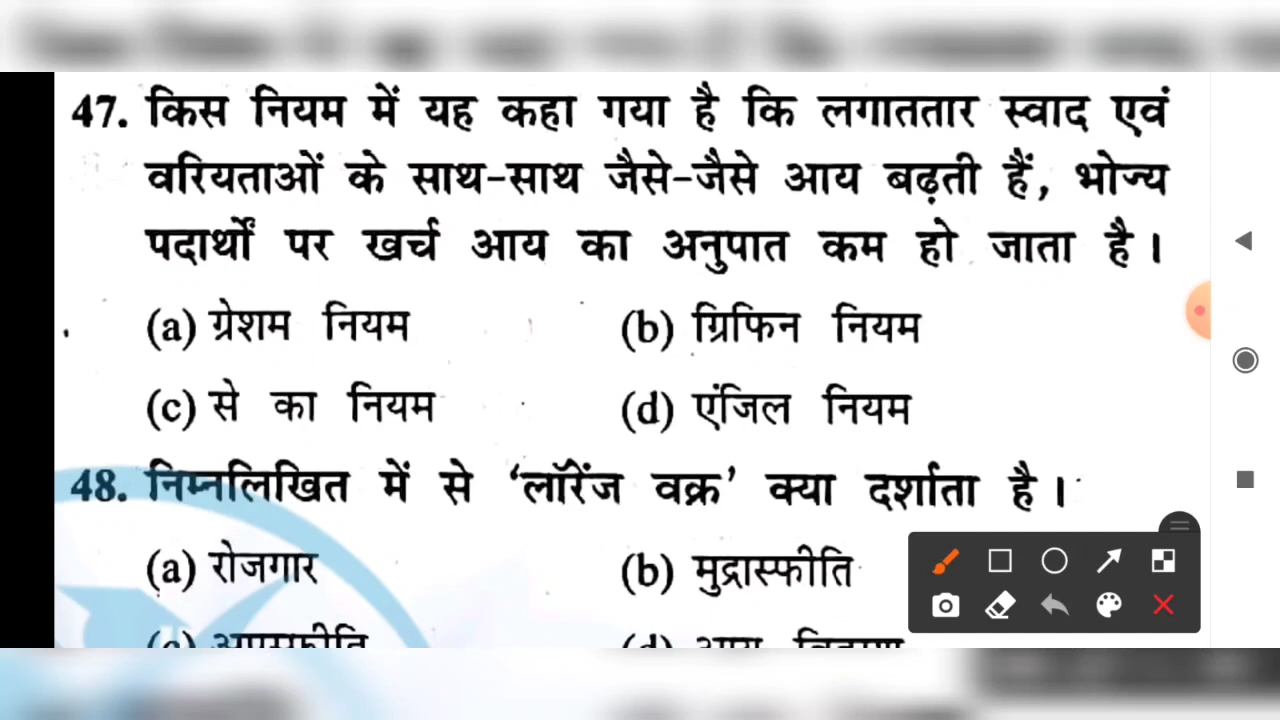 47. किस नियम में यह कहा गया है कि लगाततार स्वाद एवं
वरियताओं के साथ-साथ जैसे-जैसे आय बढ़ती हैं, भोज्य
पदार्थों पर खर्च आय का अनुपात कम हो जाता है।
(a) ग्रेशम नियम (b) ग्रिफिन नियम
(c) से का नियम (d) एंजिल नियम
48. निम्नलिखित में से ‘लॉरेंज वक्र’ क्या दर्शाता है।
(a) रोजगार (b) मुद्रास्फीति